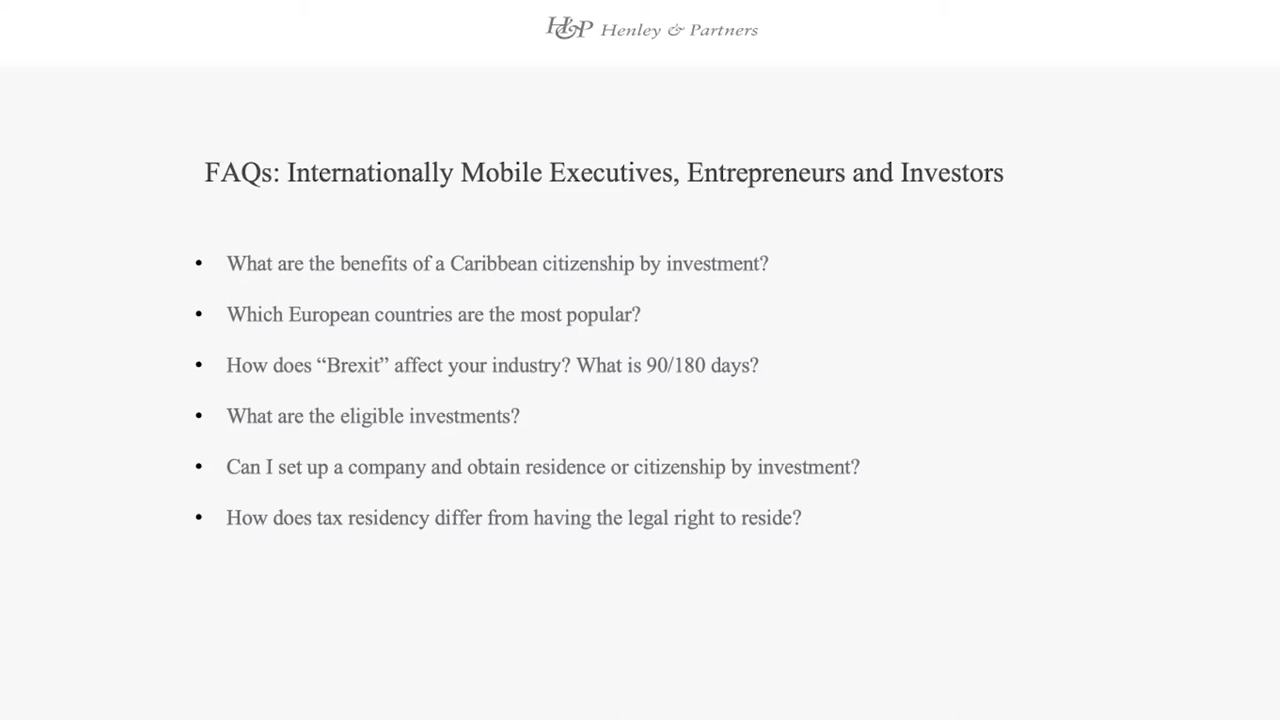 H&P Henley & Partners
FAQs: Internationally Mobile Executives, Entrepreneurs and Investors
• What are the benefits of a Caribbean citizenship by investment?
• Which European countries are the most popular?
• How does “Brexit” affect your industry? What is 90/180 days?
• What are the eligible investments?
• Can I set up a company and obtain residence or citizenship by investment?
• How does tax residency differ from having the legal right to reside?